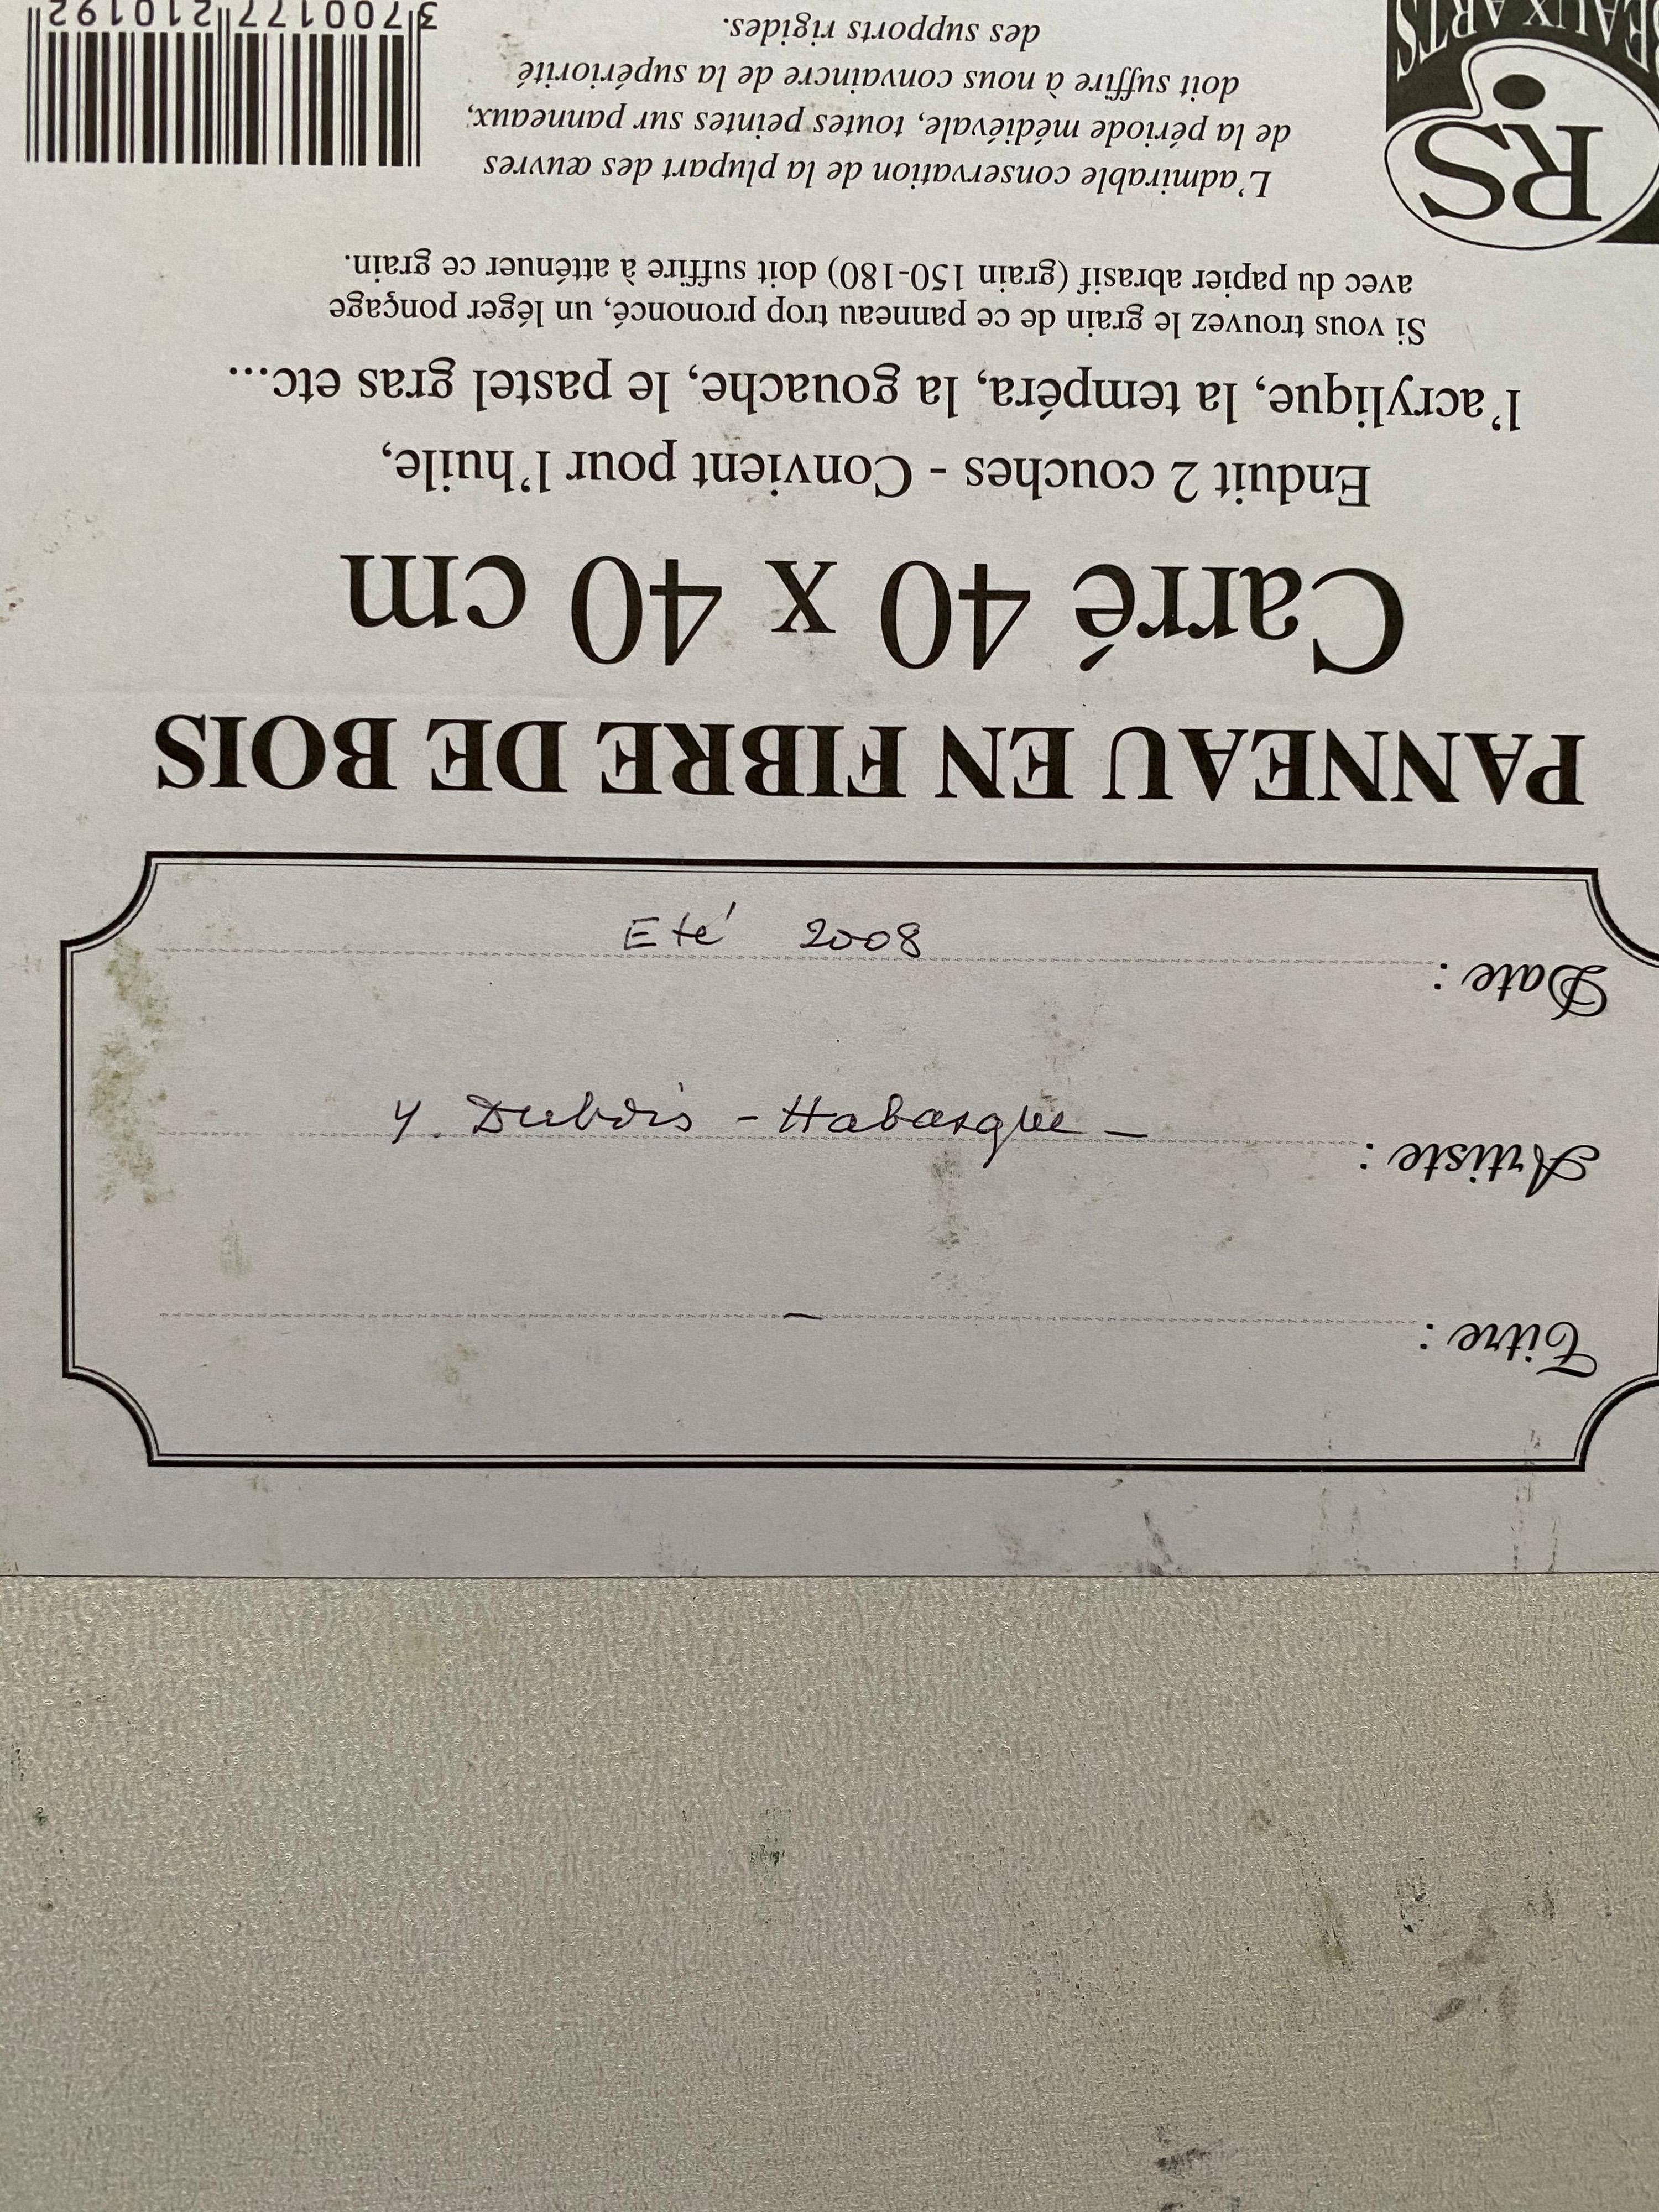 Titre :
—
Artiste :
Y. Dubois - Habasque -
Date :
Eté 2008
PANNEAU EN FIBRE DE BOIS
Carré 40 x 40 cm
Enduit 2 couches - Convient pour l'huile,
l'acrylique, la tempéra, la gouache, le pastel gras etc...
Si vous trouvez le grain de ce panneau trop prononcé, un léger ponçage
avec du papier abrasif (grain 150-180) doit suffire à atténuer ce grain.
RS
EAUX ARTS
L'admirable conservation de la plupart des œuvres
de la période médiévale, toutes peintes sur panneaux,
doit suffire à nous convaincre de la supériorité
des supports rigides.
3 700177 210192